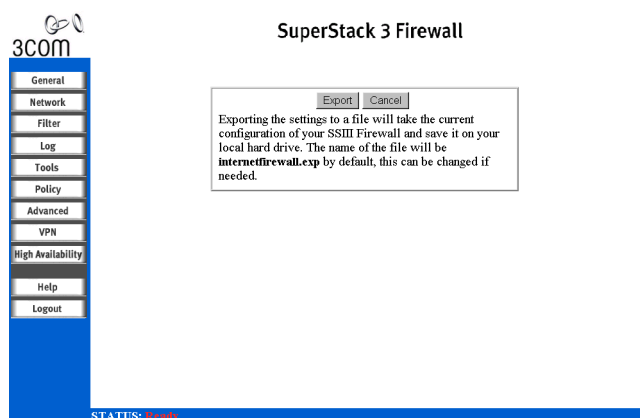 3COM
SuperStack 3 Firewall
General
Network
Filter
Log
Tools
Policy
Advanced
VPN
High Availability
Help
Logout
Export Cancel
Exporting the settings to a file will take the current
configuration of your SSIII Firewall and save it on your
local hard drive. The name of the file will be
internetfirewall.exp by default, this can be changed if
needed.
STATUS: Ready